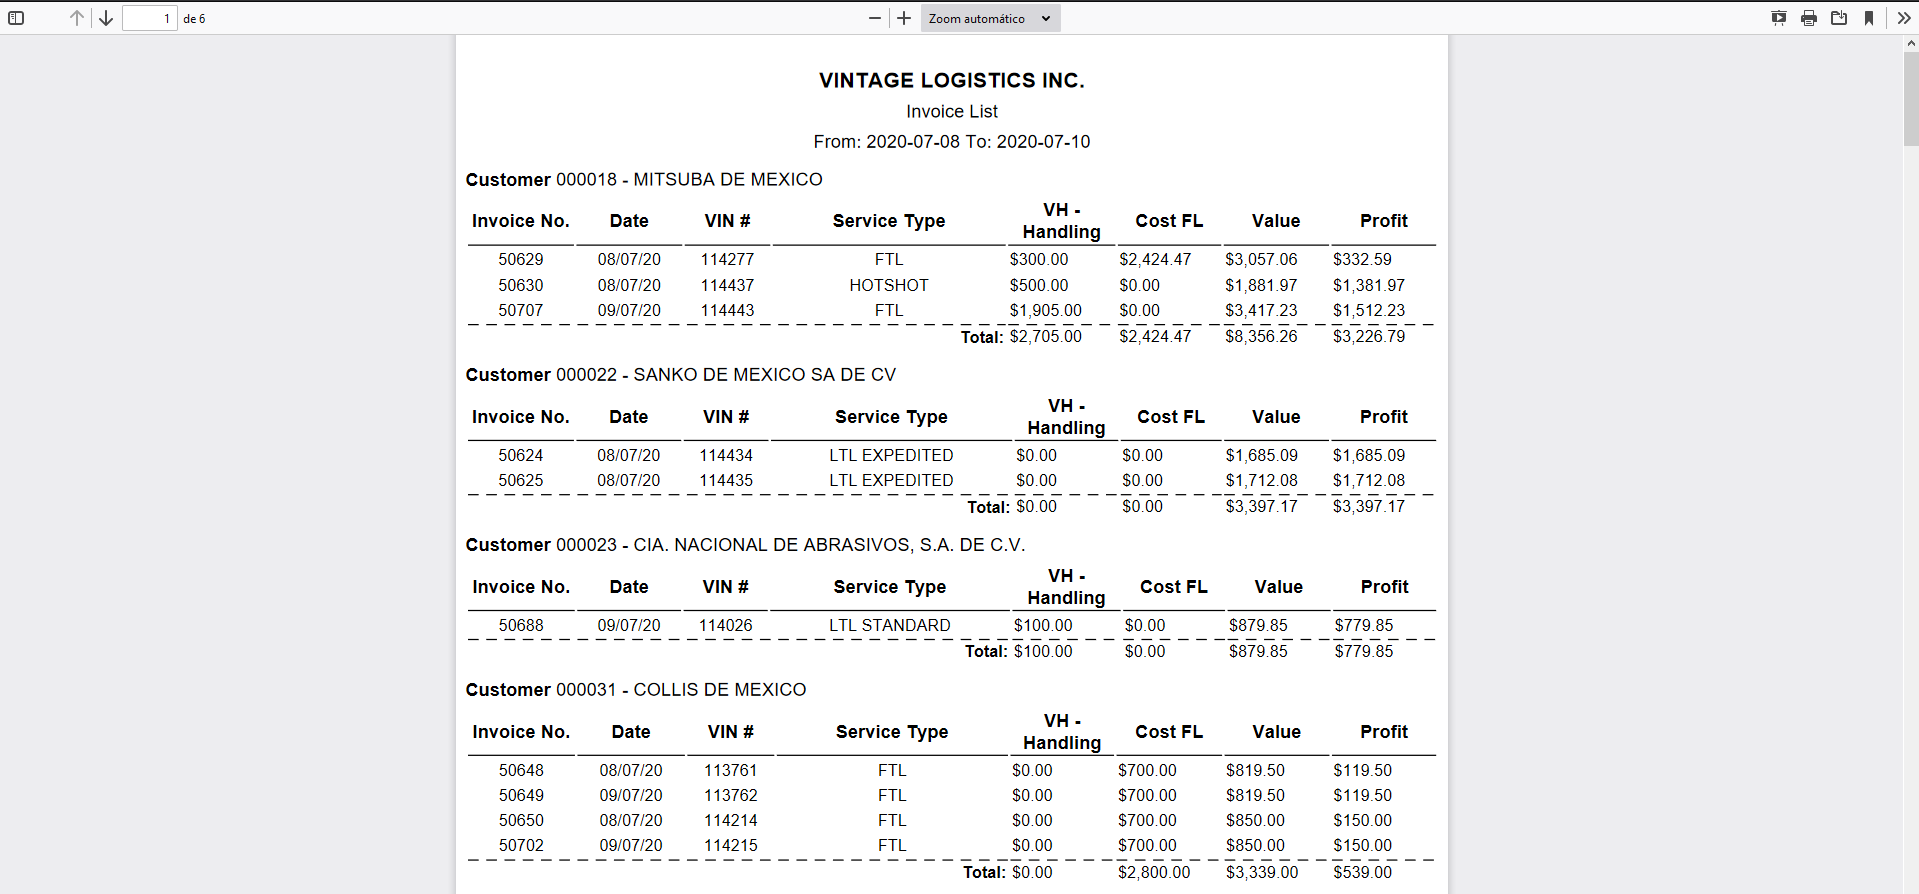 1 de 6 Zoom automático
VINTAGE LOGISTICS INC.
Invoice List
From: 2020-07-08 To: 2020-07-10
Customer 000018 - MITSUBA DE MEXICO
Invoice No. Date VIN # Service Type VH - Handling Cost FL Value Profit
50629 08/07/20 114277 FTL $300.00 $2,424.47 $3,057.06 $332.59
50630 08/07/20 114437 HOTSHOT $500.00 $0.00 $1,881.97 $1,381.97
50707 09/07/20 114443 FTL $1,905.00 $0.00 $3,417.23 $1,512.23
Total: $2,705.00 $2,424.47 $8,356.26 $3,226.79
Customer 000022 - SANKO DE MEXICO SA DE CV
Invoice No. Date VIN # Service Type VH - Handling Cost FL Value Profit
50624 08/07/20 114434 LTL EXPEDITED $0.00 $0.00 $1,685.09 $1,685.09
50625 08/07/20 114435 LTL EXPEDITED $0.00 $0.00 $1,712.08 $1,712.08
Total: $0.00 $0.00 $3,397.17 $3,397.17
Customer 000023 - CIA. NACIONAL DE ABRASIVOS, S.A. DE C.V.
Invoice No. Date VIN # Service Type VH - Handling Cost FL Value Profit
50688 09/07/20 114026 LTL STANDARD $100.00 $0.00 $879.85 $779.85
Total: $100.00 $0.00 $879.85 $779.85
Customer 000031 - COLLIS DE MEXICO
Invoice No. Date VIN # Service Type VH - Handling Cost FL Value Profit
50648 08/07/20 113761 FTL $0.00 $700.00 $819.50 $119.50
50649 09/07/20 113762 FTL $0.00 $700.00 $819.50 $119.50
50650 08/07/20 114214 FTL $0.00 $700.00 $850.00 $150.00
50702 09/07/20 114215 FTL $0.00 $700.00 $850.00 $150.00
Total: $0.00 $2,800.00 $3,339.00 $539.00